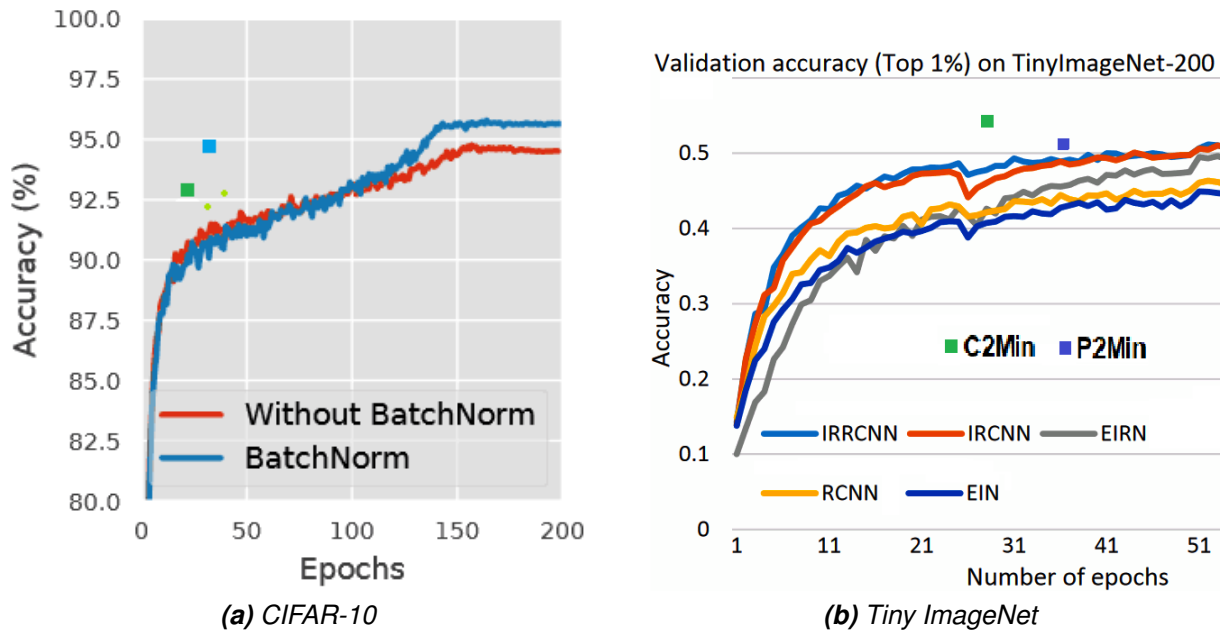 100.0
97.5
95.0
92.5
90.0
87.5
85.0
82.5
80.0
Accuracy (%)
Without BatchNorm
BatchNorm
0 50 100 150 200
Epochs
(a) CIFAR-10
Validation accuracy (Top 1%) on TinyImageNet-200
0.5
0.4
0.3
0.2
0.1
0
Accuracy
C2Min P2Min
IRRCNN IRCNN EIRN
RCNN EIN
1 11 21 31 41 51
Number of epochs
(b) Tiny ImageNet